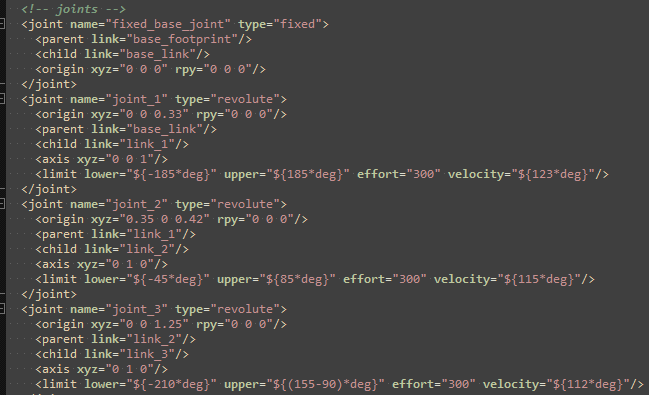 <!-- joints -->
<joint name="fixed_base_joint" type="fixed">
<parent link="base_footprint"/>
<child link="base_link"/>
<origin xyz="0 0 0" rpy="0 0 0"/>
</joint>
<joint name="joint_1" type="revolute">
<origin xyz="0 0 0.33" rpy="0 0 0"/>
<parent link="base_link"/>
<child link="link_1"/>
<axis xyz="0 0 1"/>
<limit lower="${-185*deg}" upper="${185*deg}" effort="300" velocity="${123*deg}"/>
</joint>
<joint name="joint_2" type="revolute">
<origin xyz="0.35 0 0.42" rpy="0 0 0"/>
<parent link="link_1"/>
<child link="link_2"/>
<axis xyz="0 1 0"/>
<limit lower="${-45*deg}" upper="${85*deg}" effort="300" velocity="${115*deg}"/>
</joint>
<joint name="joint_3" type="revolute">
<origin xyz="0 0 1.25" rpy="0 0 0"/>
<parent link="link_2"/>
<child link="link_3"/>
<axis xyz="0 1 0"/>
<limit lower="${-210*deg}" upper="${(155-90)*deg}" effort="300" velocity="${112*deg}"/>